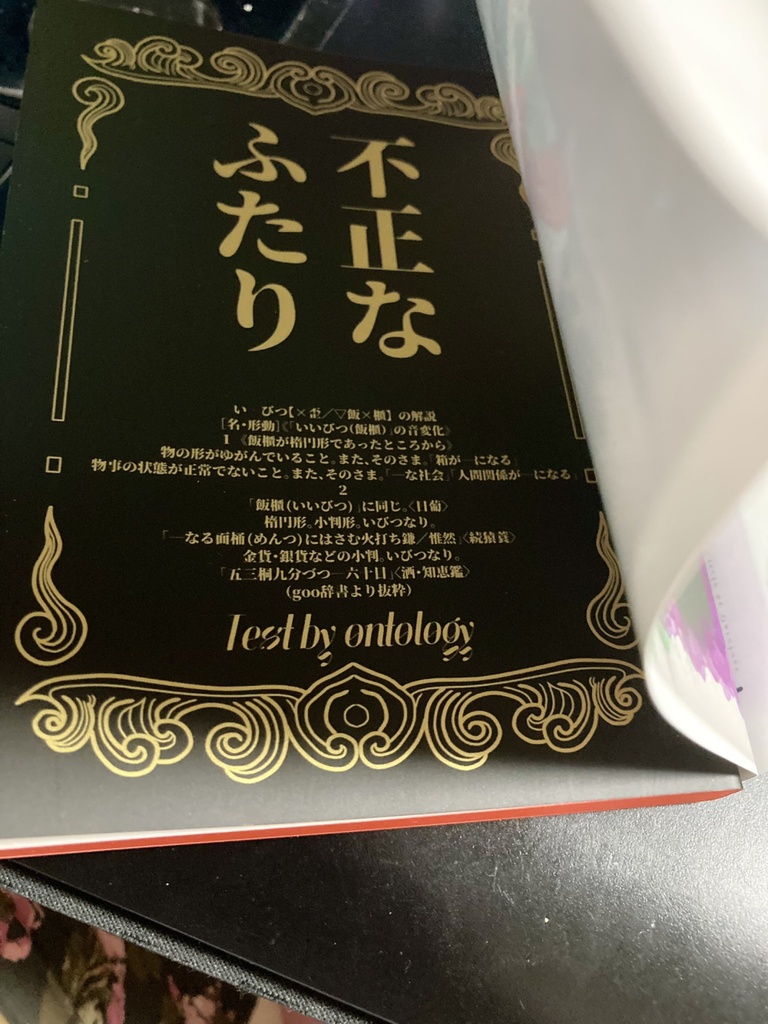 不正な
ふたり
い‐びつ【×歪／▽飯×櫃】の解説
［名・形動］《「いいびつ(飯櫃)」の音変化》
1 《飯櫃が楕円形であったところから》
物の形がゆがんでいること。また、そのさま。「箱が―になる」
物事の状態が正常でないこと。また、そのさま。「―な社会」「人間関係が―になる」
2
「飯櫃(いいびつ)」に同じ。〈日葡〉
楕円形。小判形。いびつなり。
「―なる面桶(めんつ)にはさむ火打ち鎌／惟然」〈続猿蓑〉
金貨・銀貨などの小判。いびつなり。
「五三桐九分づつ―六十日」〈洒・知恵鑑〉
(goo辞書より抜粋)
Test by ontology